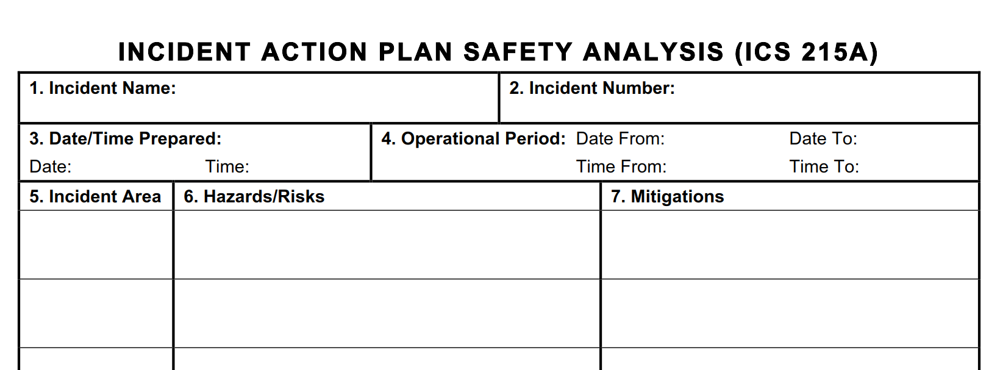 INCIDENT ACTION PLAN SAFETY ANALYSIS (ICS 215A)
1. Incident Name:
2. Incident Number:
3. Date/Time Prepared:
Date: Time:
4. Operational Period: Date From: Date To:
Time From: Time To:
5. Incident Area
6. Hazards/Risks
7. Mitigations